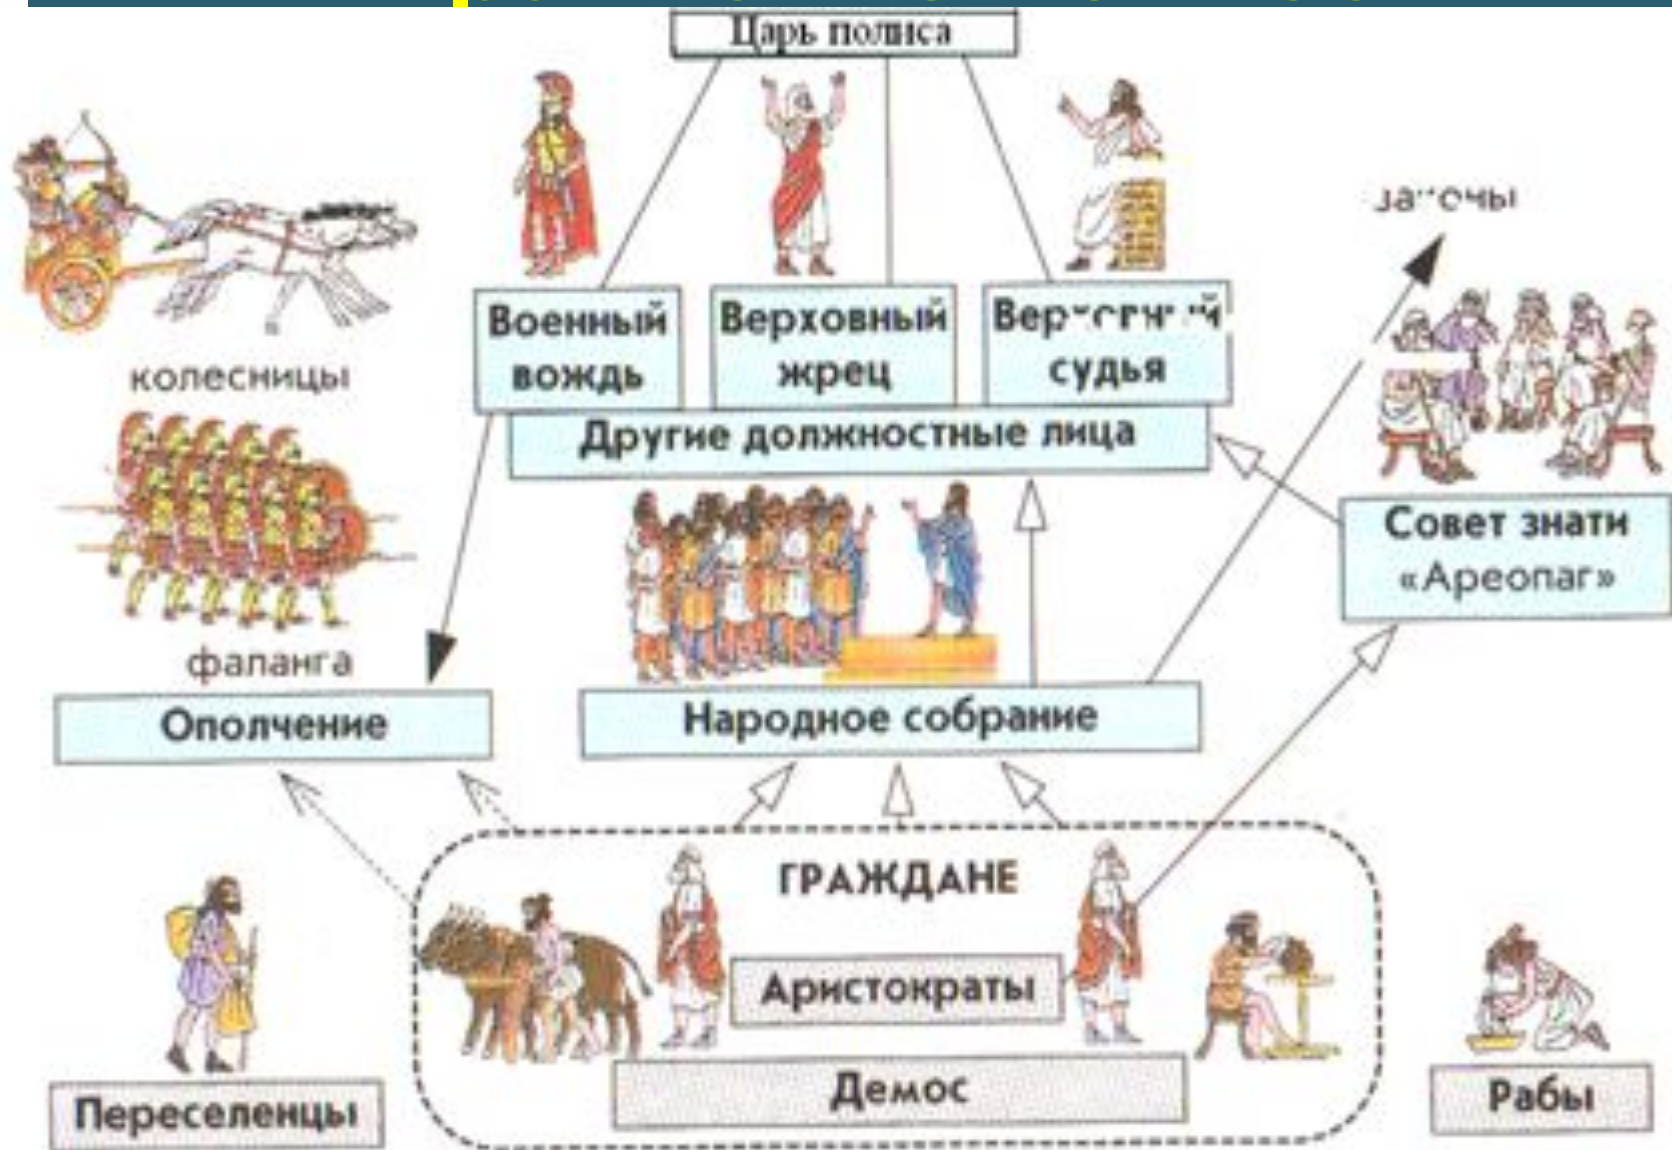 Царь полиса
Военный
вождь
Верховный
жрец
судья
Другие должностные лица
колесницы
фаланга
Совет знати
«Ареопаг»
Ополчение
Народное собрание
ГРАЖДАНЕ
Аристократы
Демос
Переселенцы
Рабы